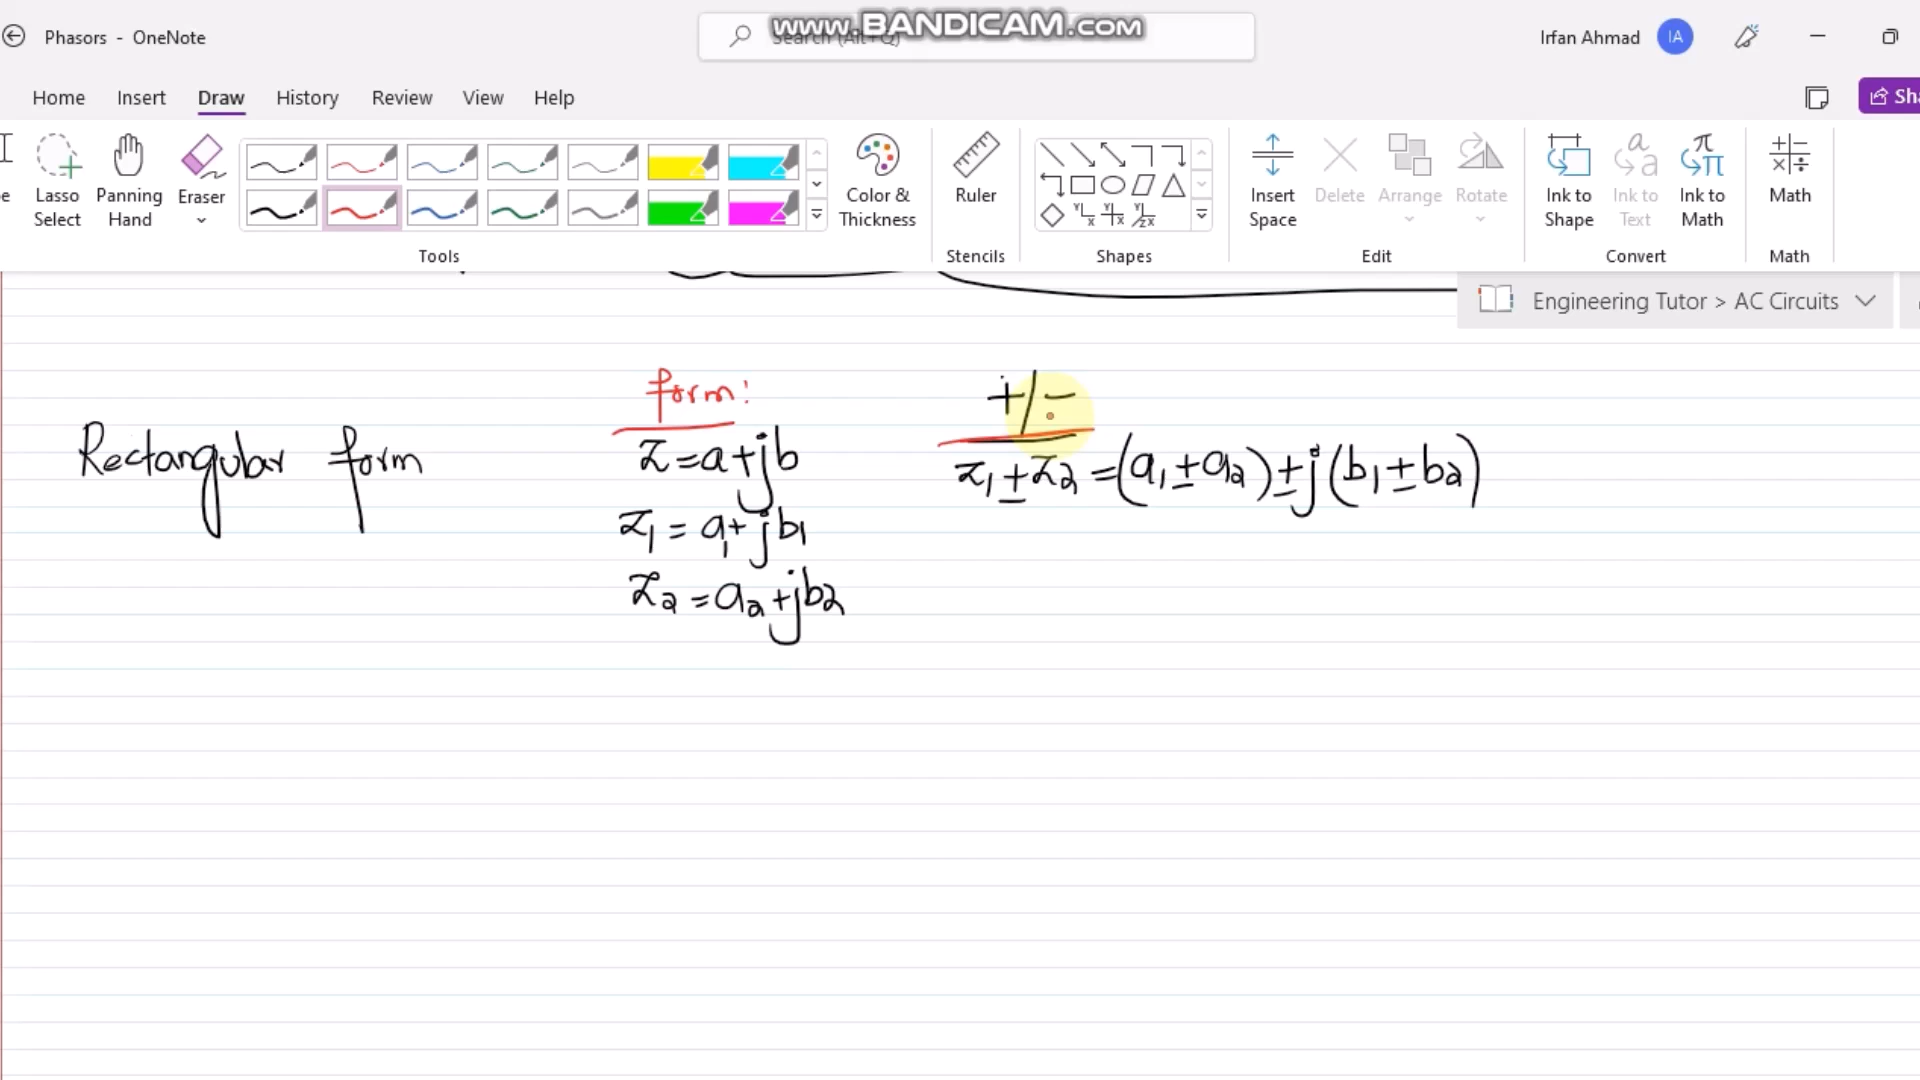 Phasors - OneNote
www.BANDICAM.com
Search (Alt+Q)
Irfan Ahmad
IA
Home Insert Draw History Review View Help
Sha
Lasso Select
Panning Hand
Eraser
Color & Thickness
Ruler
Insert Space
Delete
Arrange
Rotate
Ink to Shape
Ink to Text
Ink to Math
Math
Tools Stencils Shapes Edit Convert Math
Engineering Tutor > AC Circuits
form: +/-
Rectangular form z=a+jb z1±z2=(a1±a2)±j(b1±b2)
z1=a1+jb1
z2=a2+jb2